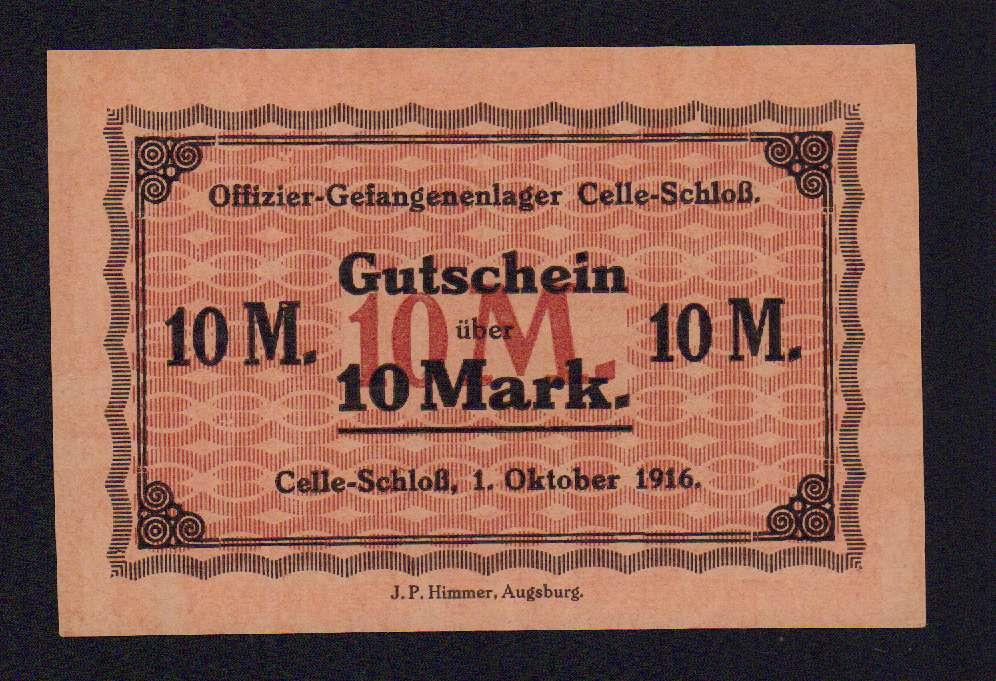 Offizier-Gefangenenlager Celle-Schloß.
Gutschein
10 M. 10 M. 10 M.
über
10 Mark.
Celle-Schloß, 1. Oktober 1916.
J. P. Himmer, Augsburg.